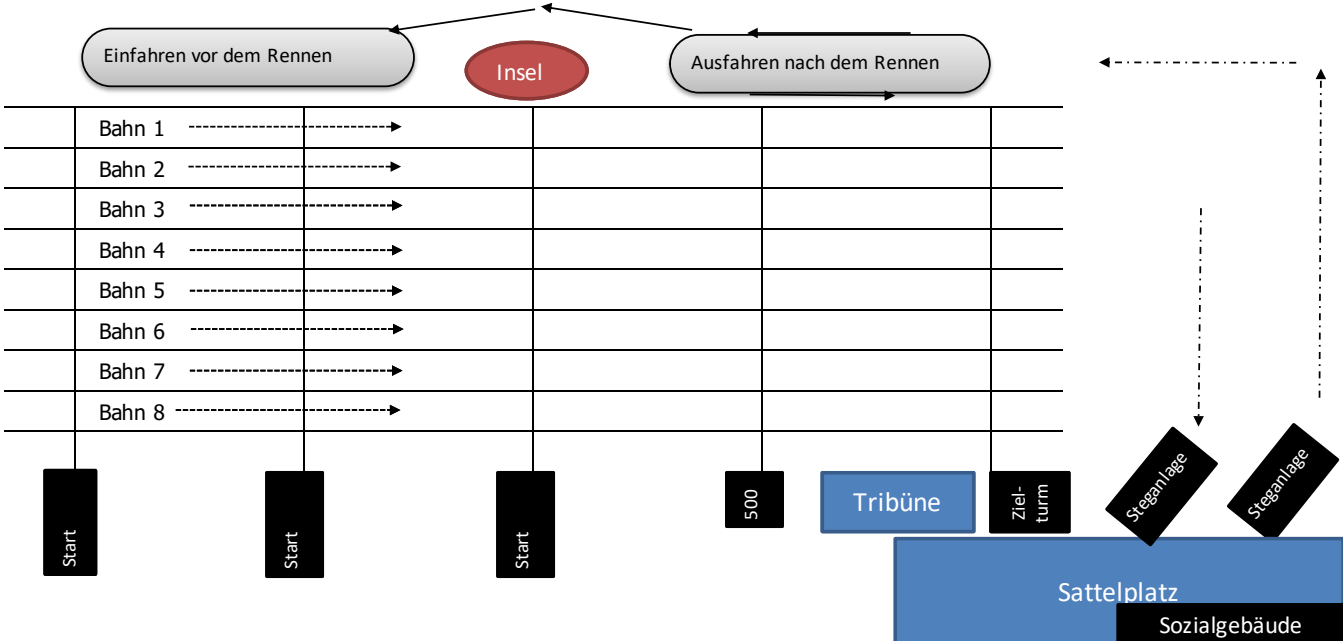 Einfahren vor dem Rennen
Insel
Ausfahren nach dem Rennen
Bahn 1
Bahn 2
Bahn 3
Bahn 4
Bahn 5
Bahn 6
Bahn 7
Bahn 8
Start
Start
Start
500
Tribüne
Ziel-
turm
Steganlage
Steganlage
Sattelplatz
Sozialgebäude